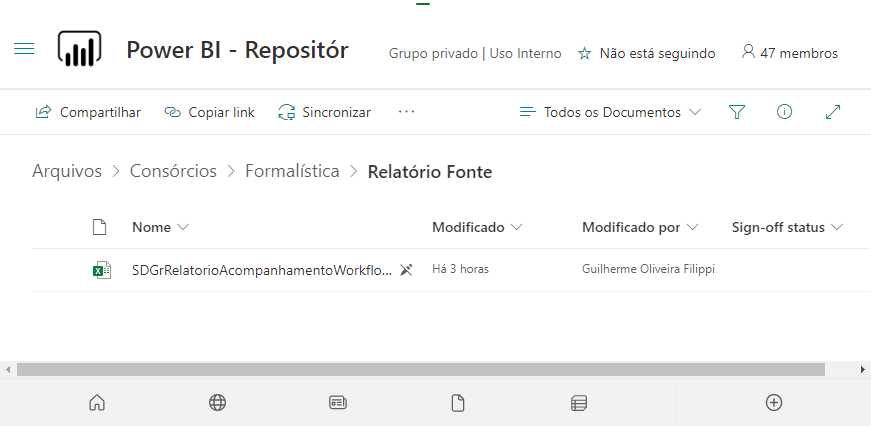 Power BI - Repositór
Grupo privado | Uso Interno
Não está seguindo
47 membros
Compartilhar
Copiar link
Sincronizar
···
Todos os Documentos
Arquivos > Consórcios > Formalística > Relatório Fonte
Nome
Modificado
Modificado por
Sign-off status
SDGrRelatorioAcompanhamentoWorkflo...
Há 3 horas
Guilherme Oliveira Filippi